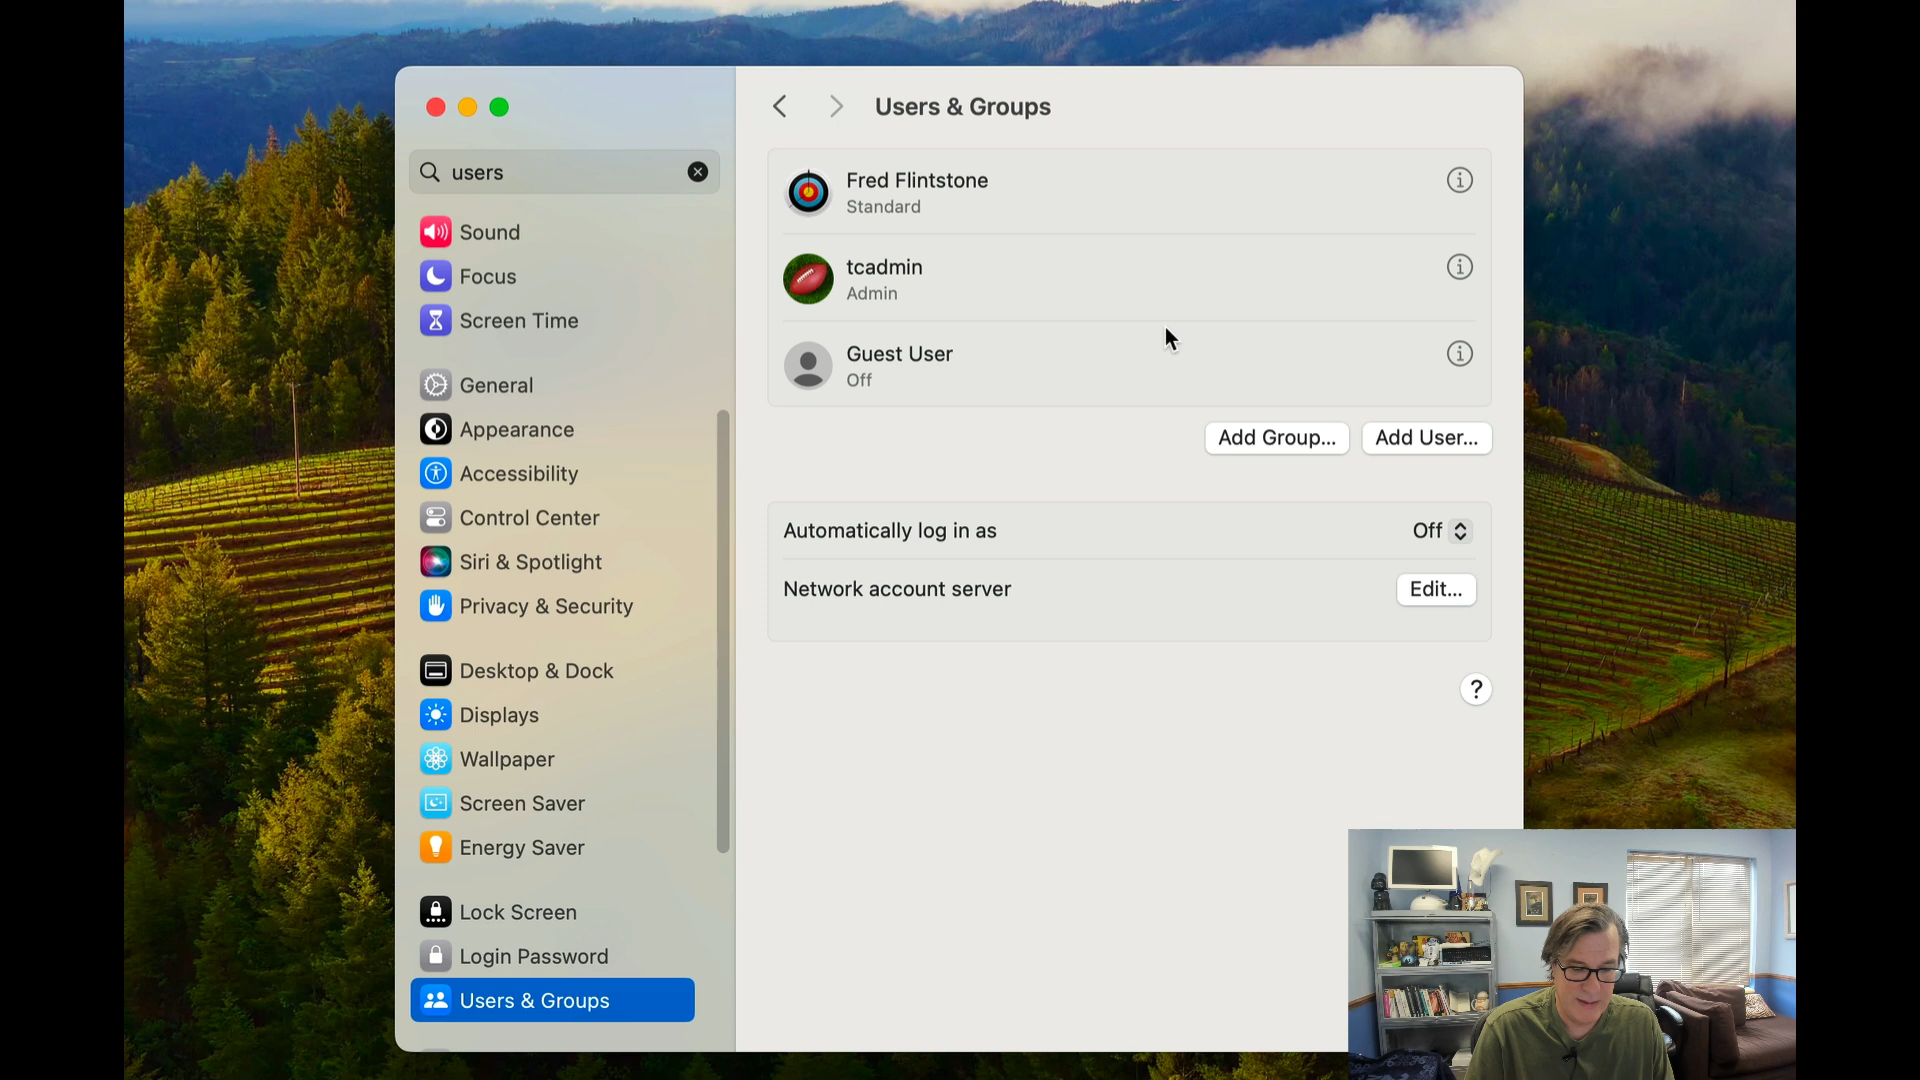 users
Sound
Focus
Screen Time
General
Appearance
Accessibility
Control Center
Siri & Spotlight
Privacy & Security
Desktop & Dock
Displays
Wallpaper
Screen Saver
Energy Saver
Lock Screen
Login Password
Users & Groups
Users & Groups
Fred Flintstone
Standard
tcadmin
Admin
Guest User
Off
Add Group...
Add User...
Automatically log in as
Off
Network account server
Edit...
?